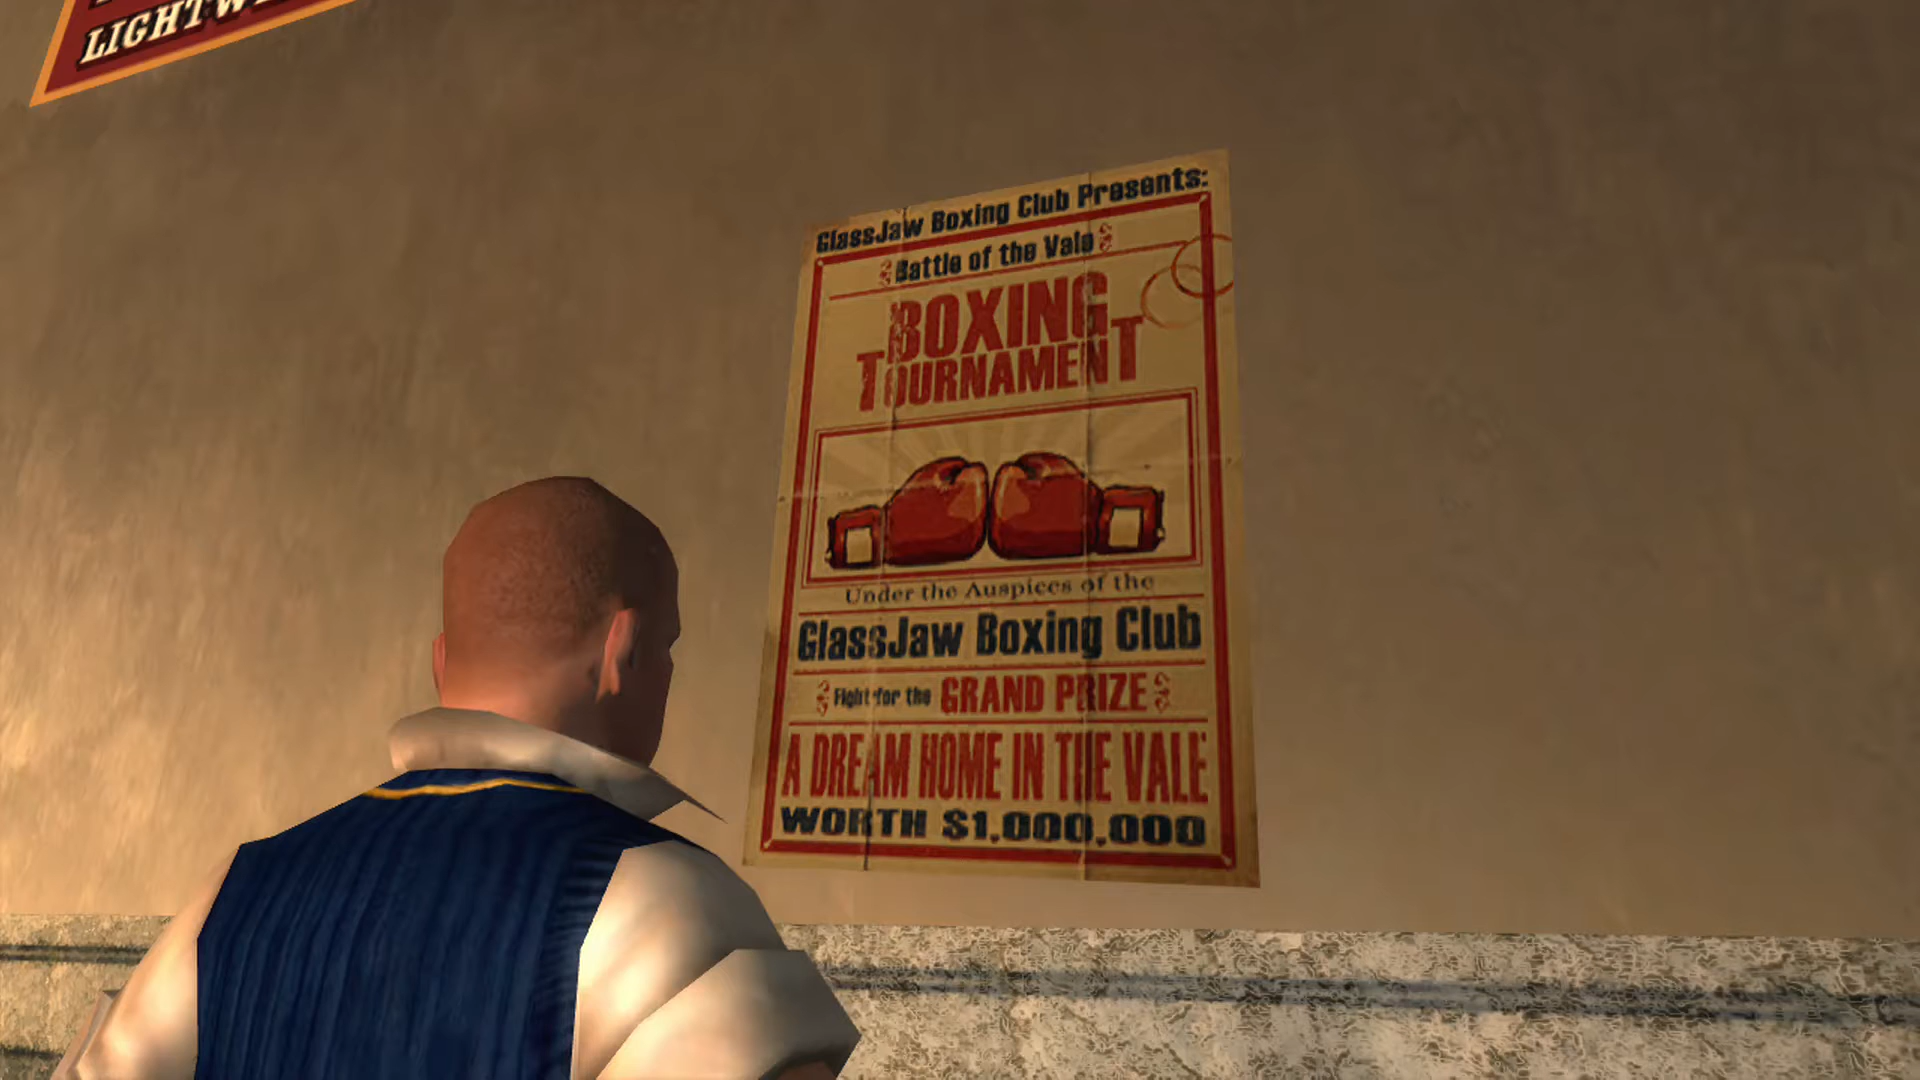 LIGHTW
GlassJaw Boxing Club Presents:
Battle of the Vale
BOXING
TOURNAMENT
Under the Auspices of the
GlassJaw Boxing Club
Fight for the GRAND PRIZE
A DREAM HOME IN THE VALE
WORTH $1,000,000